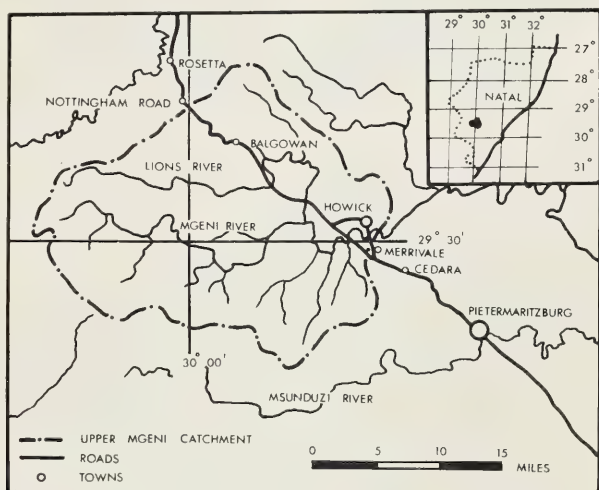 29° 30° 31° 32°
27°
28°
NATAL
29°
30°
31°
ROSETTA
NOTTINGHAM ROAD
BALGOWAN
LIONS RIVER
HOWICK
MGENI RIVER
29° 30'
MERRIVALE
CEDARA
PIETERMARITZBURG
30° 00'
MSUNDUZI RIVER
UPPER MGENI CATCHMENT
ROADS
TOWNS
0 5 10 15
MILES